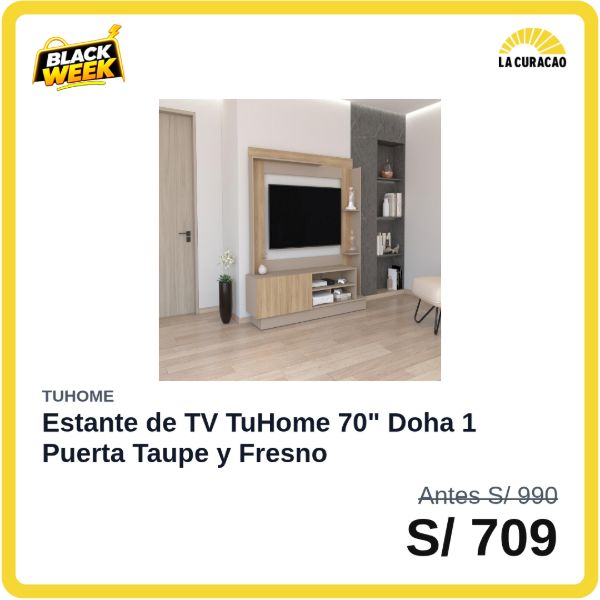 BLACK
WEEK
LA CURACAO
TUHOME
Estante de TV TuHome 70" Doha 1
Puerta Taupe y Fresno
Antes S/ 990
S/ 709